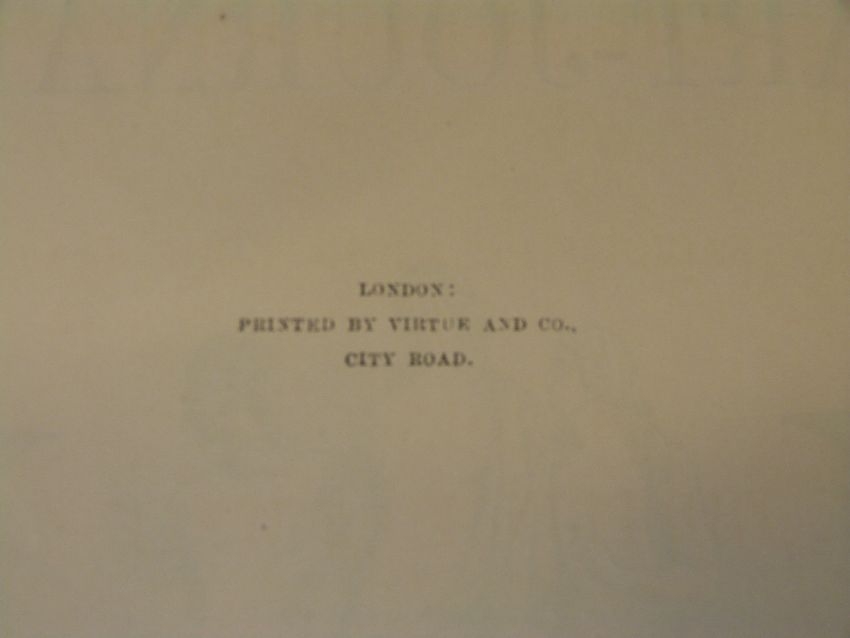 LONDON:
PRINTED BY VIRTUE AND CO.,
CITY ROAD.